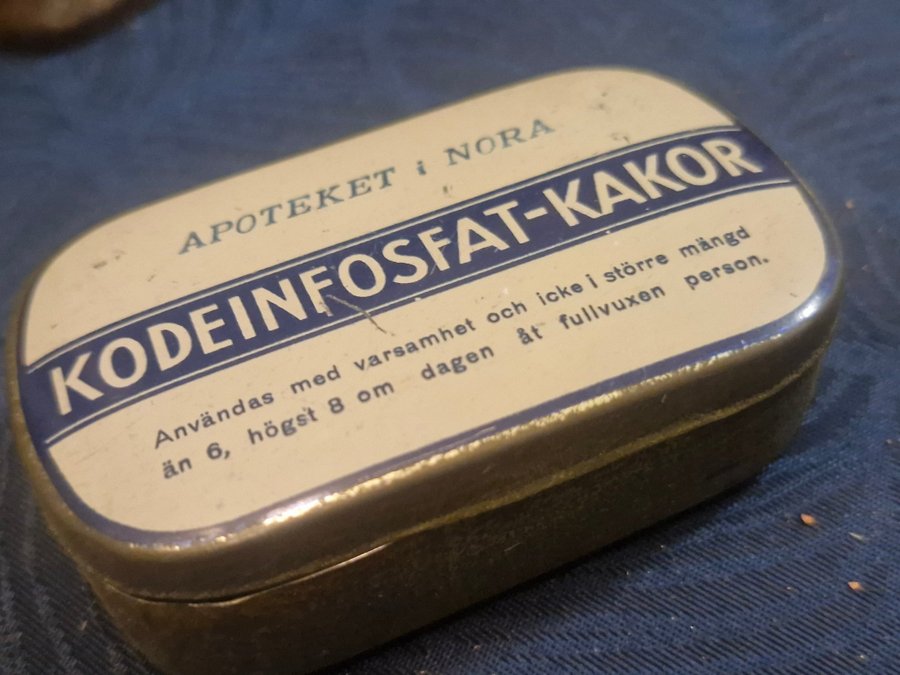 APOTEKET i NORA
KODEINFOSFAT-KAKOR
Användas med varsamhet och icke i större mängd
än 6, högst 8 om dagen åt fullvuxen person.